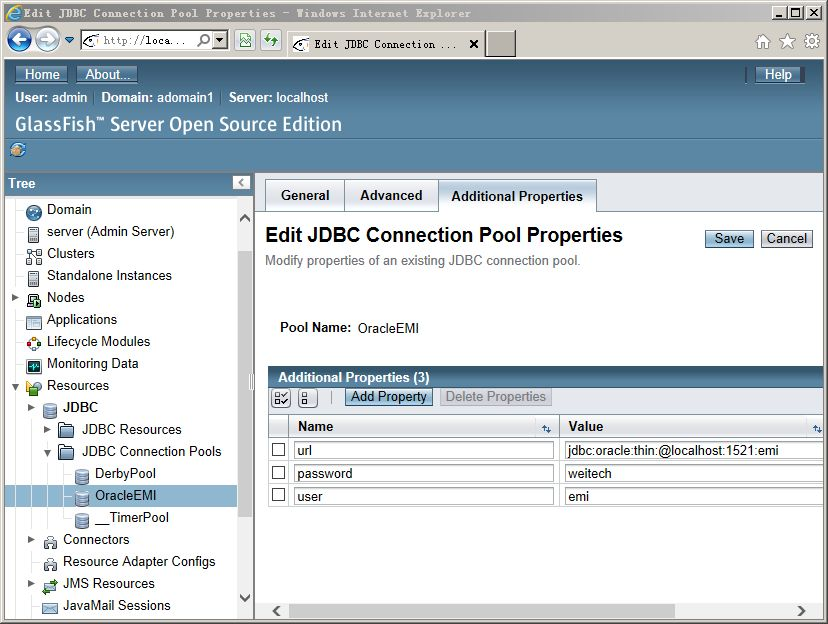 Edit JDBC Connection Pool Properties - Windows Internet Explorer
http://loca...
Edit JDBC Connection ...
Home About... Help
User: admin Domain: adomain1 Server: localhost
GlassFish™ Server Open Source Edition
Tree
Domain
server (Admin Server)
Clusters
Standalone Instances
Nodes
Applications
Lifecycle Modules
Monitoring Data
Resources
JDBC
JDBC Resources
JDBC Connection Pools
DerbyPool
OracleEMI
__TimerPool
Connectors
Resource Adapter Configs
JMS Resources
JavaMail Sessions
General Advanced Additional Properties
Edit JDBC Connection Pool Properties
Save Cancel
Modify properties of an existing JDBC connection pool.
Pool Name: OracleEMI
Additional Properties (3)
Add Property Delete Properties
Name Value
url jdbc:oracle:thin:@localhost:1521:emi
password weitech
user emi